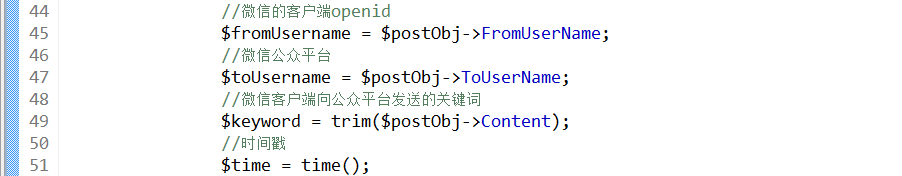 44 //微信的客户端openid
45 $fromUsername = $postObj->FromUserName;
46 //微信公众平台
47 $toUsername = $postObj->ToUserName;
48 //微信客户端向公众平台发送的关键词
49 $keyword = trim($postObj->Content);
50 //时间戳
51 $time = time();